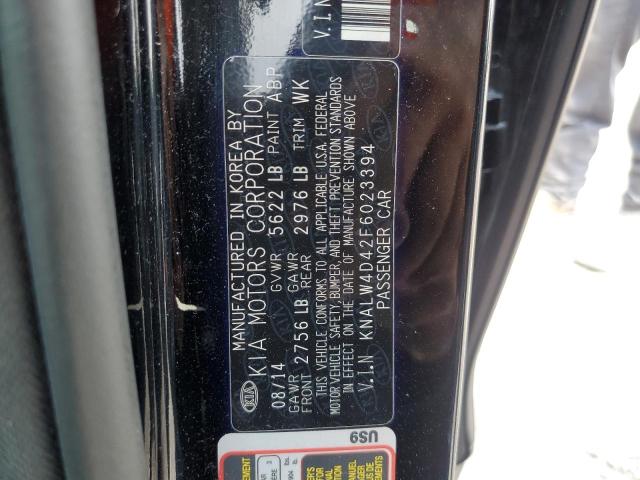 V.I.N
KIA
MANUFACTURED IN KOREA BY
KIA MOTORS CORPORATION
08/14 GVWR 5622 LB PAINT ABP
GAWR FRONT 2756 LB GAWR REAR 2976 LB TRIM WK
THIS VEHICLE CONFORMS TO ALL APPLICABLE U.S.A. FEDERAL
MOTOR VEHICLE SAFETY, BUMPER, AND THEFT PREVENTION STANDARDS
IN EFFECT ON THE DATE OF MANUFACTURE SHOWN ABOVE
V.I.N KNALW4D42F6023394
PASSENGER CAR
US9